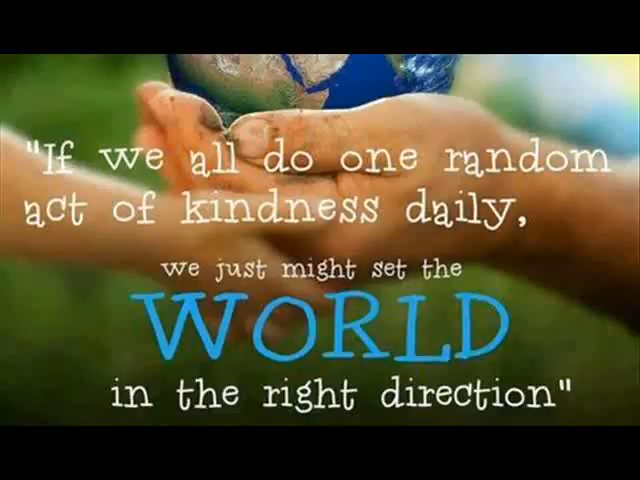 "If we all do one random
act of kindness daily,
we just might set the
WORLD
in the right direction"